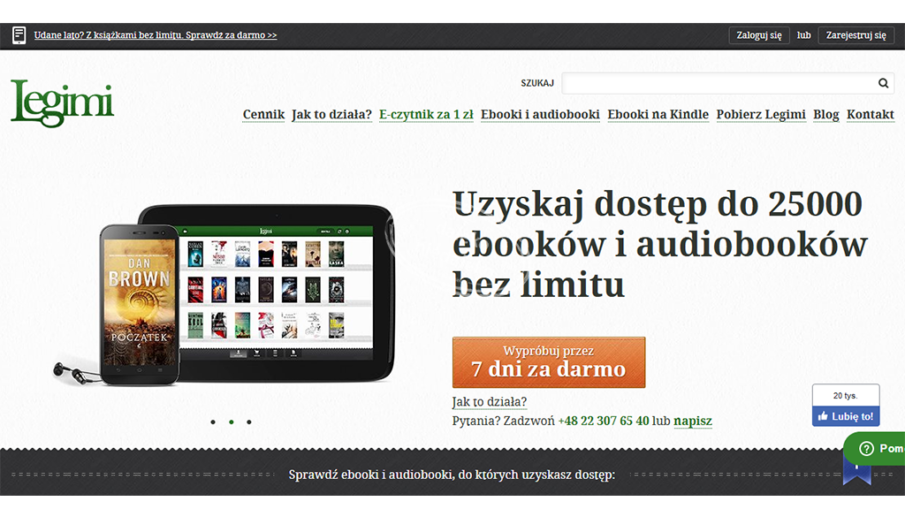 Udane lato? Z książkami bez limitu. Sprawdź za darmo >>
Zaloguj się lub Zarejestruj się
Legimi
SZUKAJ
Cennik Jak to działa? E-czytnik za 1 zł Ebooki i audiobooki Ebooki na Kindle Pobierz Legimi Blog Kontakt
Legimi
DAN
BROWN
POCZĄTEK
Uzyskaj dostęp do 25000
ebooków i audiobooków
bez limitu
Wypróbuj przez
7 dni za darmo
Jak to działa?
Pytania? Zadzwoń +48 22 307 65 40 lub napisz
20 tys.
Lubię to!
Pom
Sprawdź ebooki i audiobooki, do których uzyskasz dostęp: